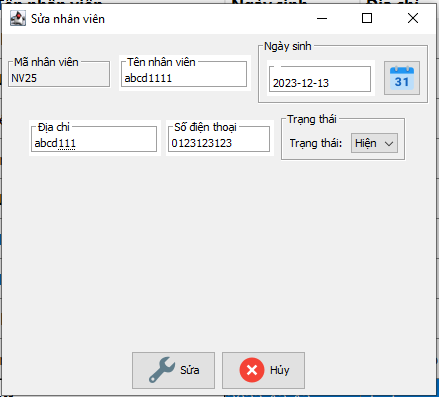 Sửa nhân viên
Ngày sinh
Mã nhân viên
Tên nhân viên
NV25
abcd1111
2023-12-13
31
Địa chỉ
Số điện thoại
Trạng thái
abcd111
0123123123
Trạng thái:
Hiện
Sửa
Hủy